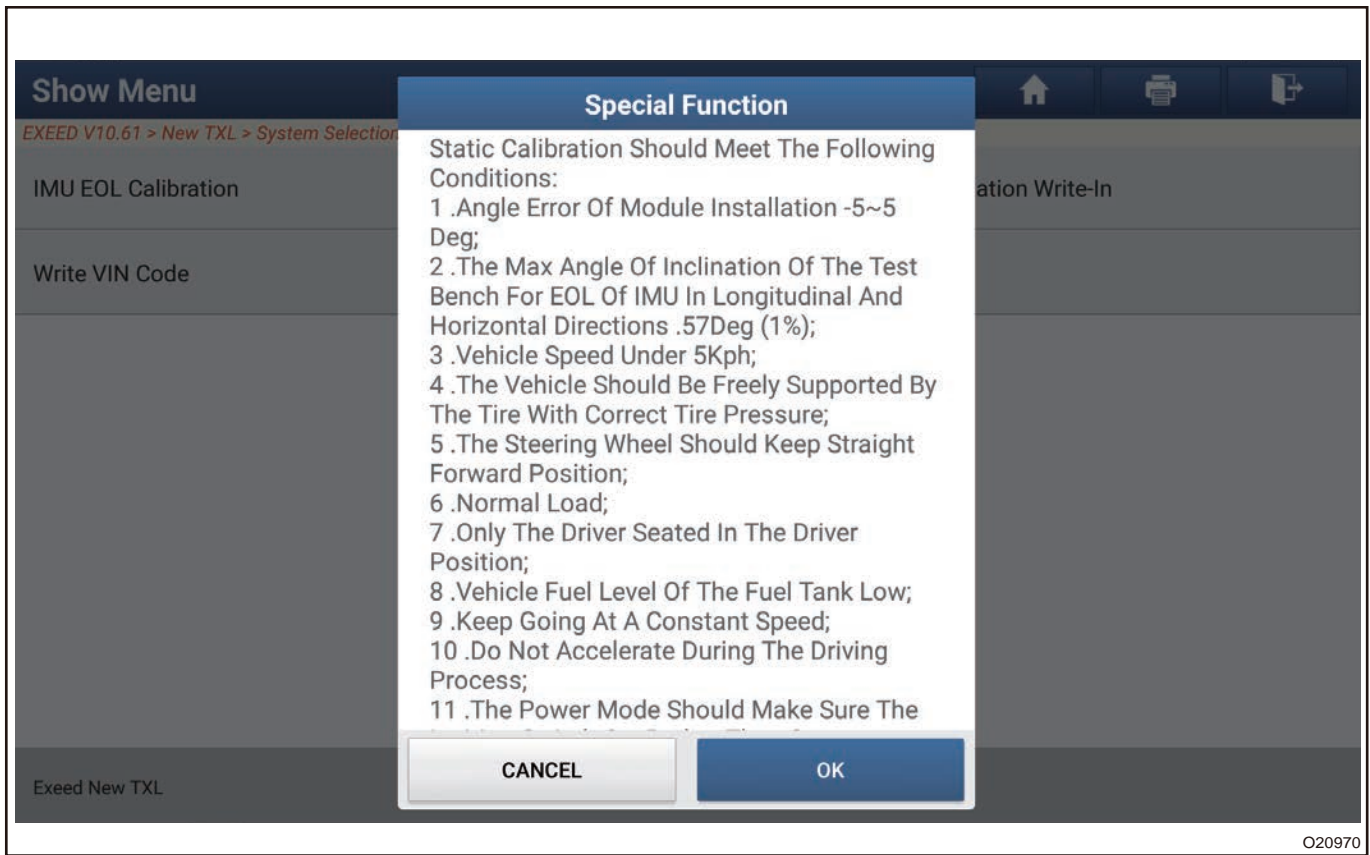 Show Menu
EXEED V10.61 > New TXL > System Selection
IMU EOL Calibration
ation Write-In
Write VIN Code
Special Function
Static Calibration Should Meet The Following
Conditions:
1 .Angle Error Of Module Installation -5~5
Deg;
2 .The Max Angle Of Inclination Of The Test
Bench For EOL Of IMU In Longitudinal And
Horizontal Directions .57Deg (1%);
3 .Vehicle Speed Under 5Kph;
4 .The Vehicle Should Be Freely Supported By
The Tire With Correct Tire Pressure;
5 .The Steering Wheel Should Keep Straight
Forward Position;
6 .Normal Load;
7 .Only The Driver Seated In The Driver
Position;
8 .Vehicle Fuel Level Of The Fuel Tank Low;
9 .Keep Going At A Constant Speed;
10 .Do Not Accelerate During The Driving
Process;
11 .The Power Mode Should Make Sure The
CANCEL
OK
Exeed New TXL
O20970